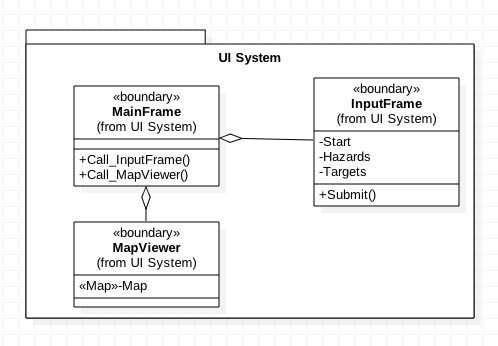 UI System
«boundary»
MainFrame
(from UI System)
+Call_InputFrame()
+Call_MapViewer()
«boundary»
InputFrame
(from UI System)
-Start
-Hazards
-Targets
+Submit()
«boundary»
MapViewer
(from UI System)
«Map»-Map